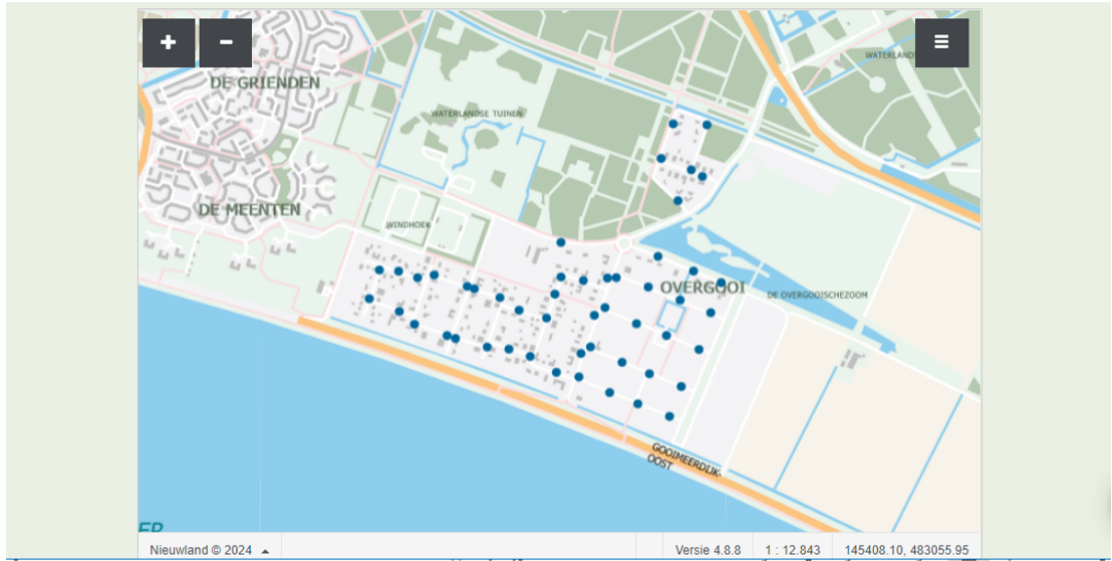 + -
DE GRIENDEN
WATERLANDSE TUINEN
DE MEENTEN
WINDHOEK
OVERGOOI
DE OVERGOOISCHEZOOM
GOOIMEERDIJK-
OOST
Nieuwland © 2024
Versie 4.8.8
1 : 12.843
145408.10, 483055.95